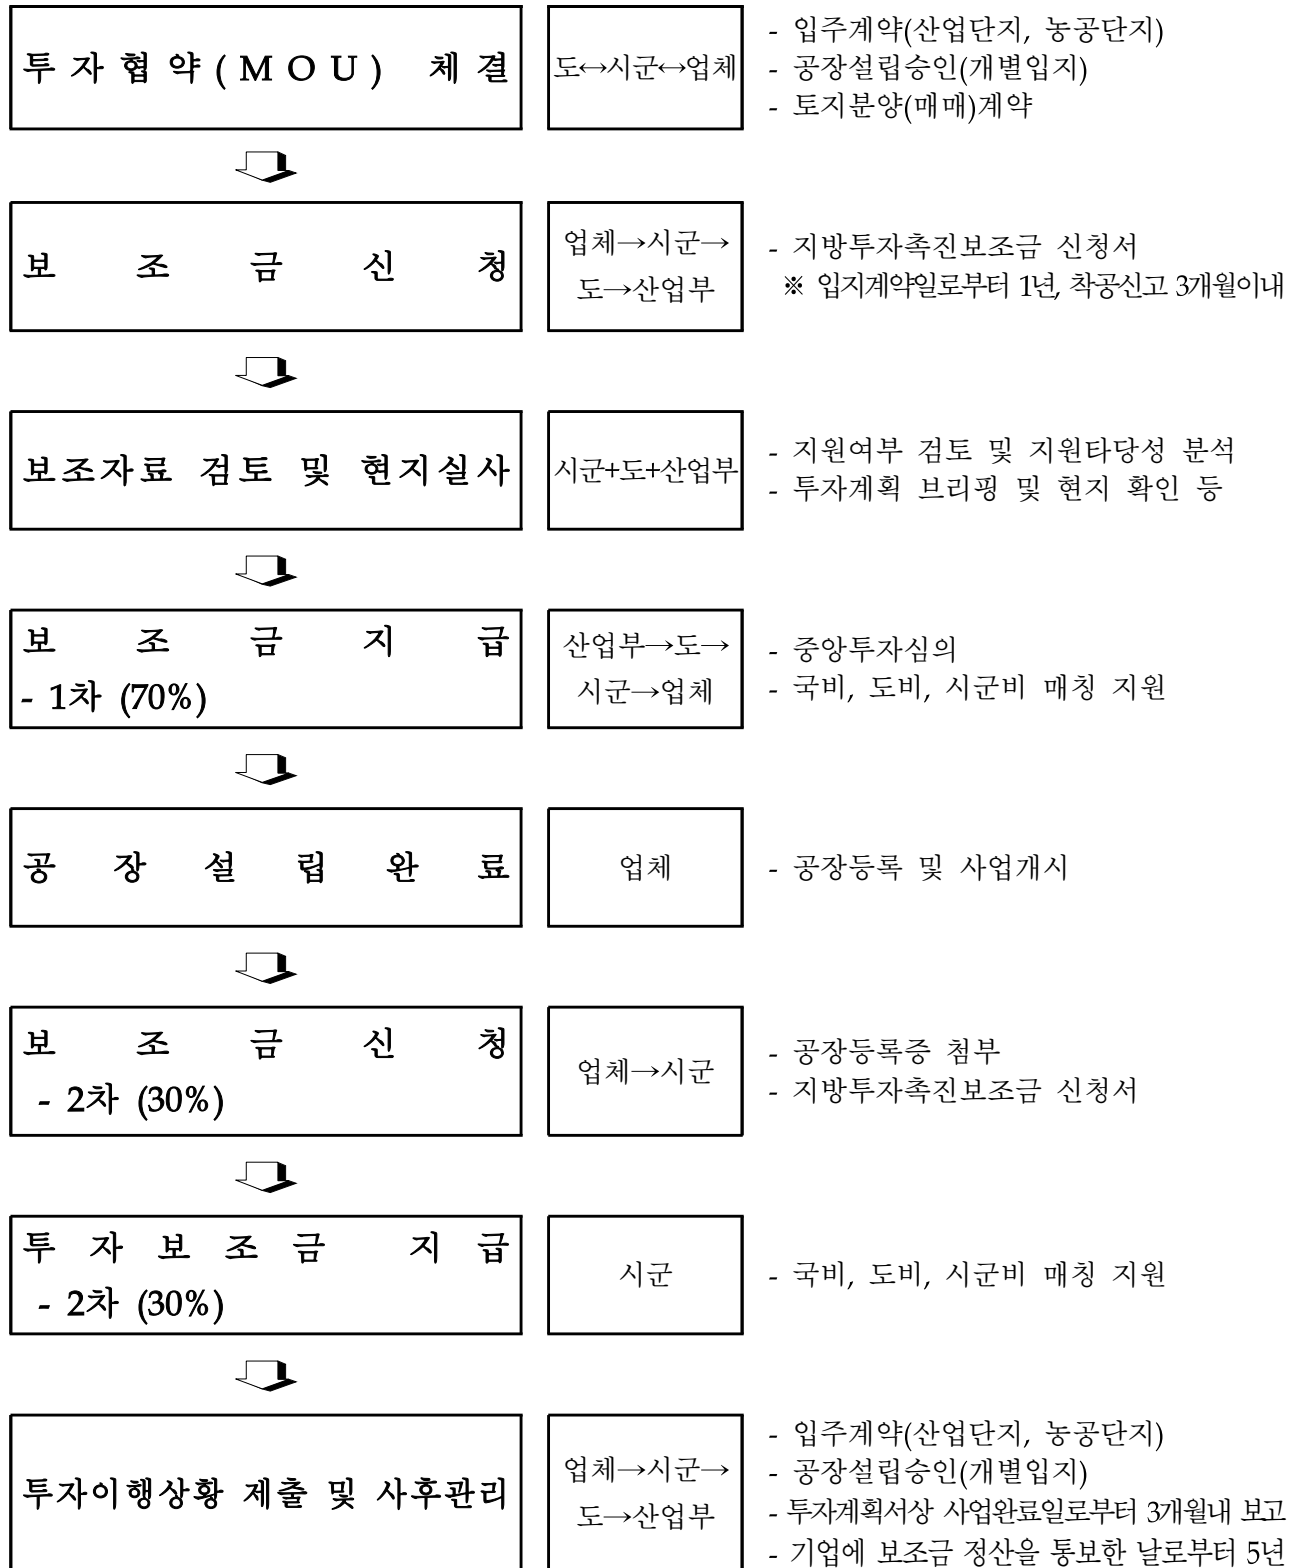 투자협약(MOU) 체결
도↔시군↔업체
- 입주계약(산업단지, 농공단지)
- 공장설립승인(개별입지)
- 토지분양(매매)계약
보조금신청
업체→시군→
도→산업부
- 지방투자촉진보조금 신청서
※ 입지계약일로부터 1년, 착공신고 3개월이내
보조자료 검토 및 현지실사
시군+도+산업부
- 지원여부 검토 및 지원타당성 분석
- 투자계획 브리핑 및 현지 확인 등
보조금지급
- 1차 (70%)
산업부→도→
시군→업체
- 중앙투자심의
- 국비, 도비, 시군비 매칭 지원
공장설립완료
업체
- 공장등록 및 사업개시
보조금신청
- 2차 (30%)
업체→시군
- 공장등록증 첨부
- 지방투자촉진보조금 신청서
투자보조금 지급
- 2차 (30%)
시군
- 국비, 도비, 시군비 매칭 지원
투자이행상황 제출 및 사후관리
업체→시군→
도→산업부
- 입주계약(산업단지, 농공단지)
- 공장설립승인(개별입지)
- 투자계획서상 사업완료일로부터 3개월내 보고
- 기업에 보조금 정산을 통보한 날로부터 5년